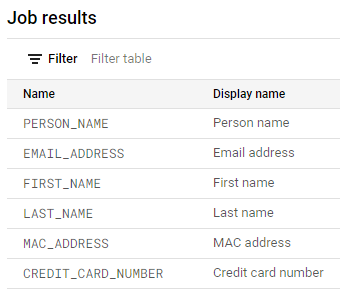 Job results
Filter Filter table
Name Display name
PERSON_NAME Person name
EMAIL_ADDRESS Email address
FIRST_NAME First name
LAST_NAME Last name
MAC_ADDRESS MAC address
CREDIT_CARD_NUMBER Credit card number